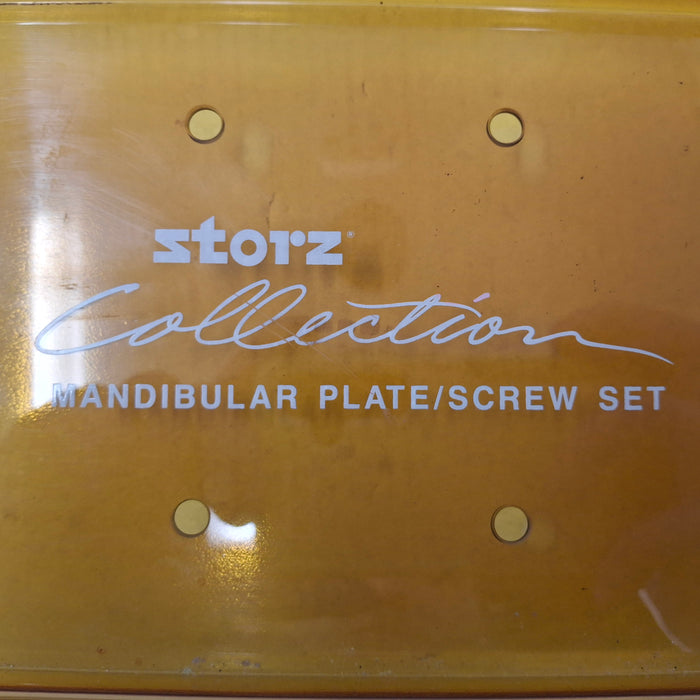 storz®
Collection
MANDIBULAR PLATE/SCREW SET